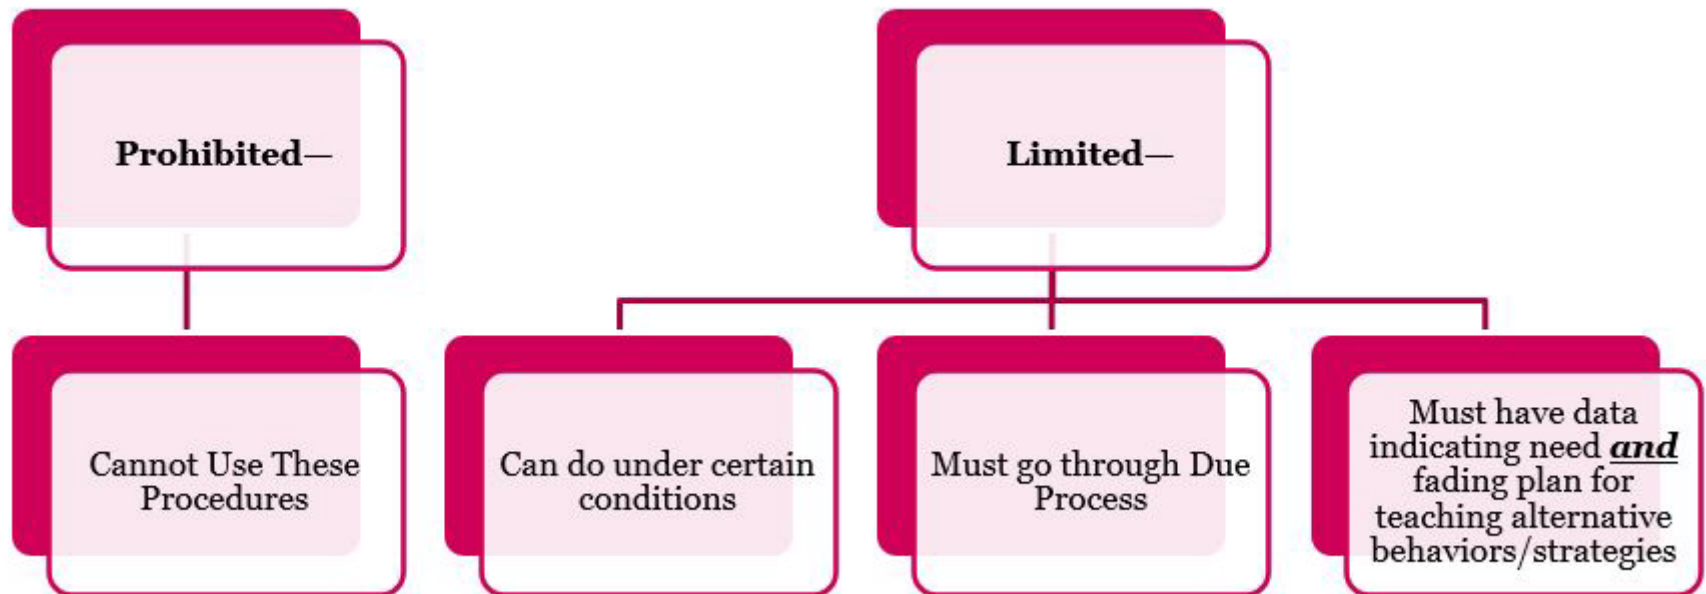 Prohibited—
Limited—
Cannot Use These
Procedures
Can do under certain
conditions
Must go through Due
Process
Must have data
indicating need and
fading plan for
teaching alternative
behaviors/strategies